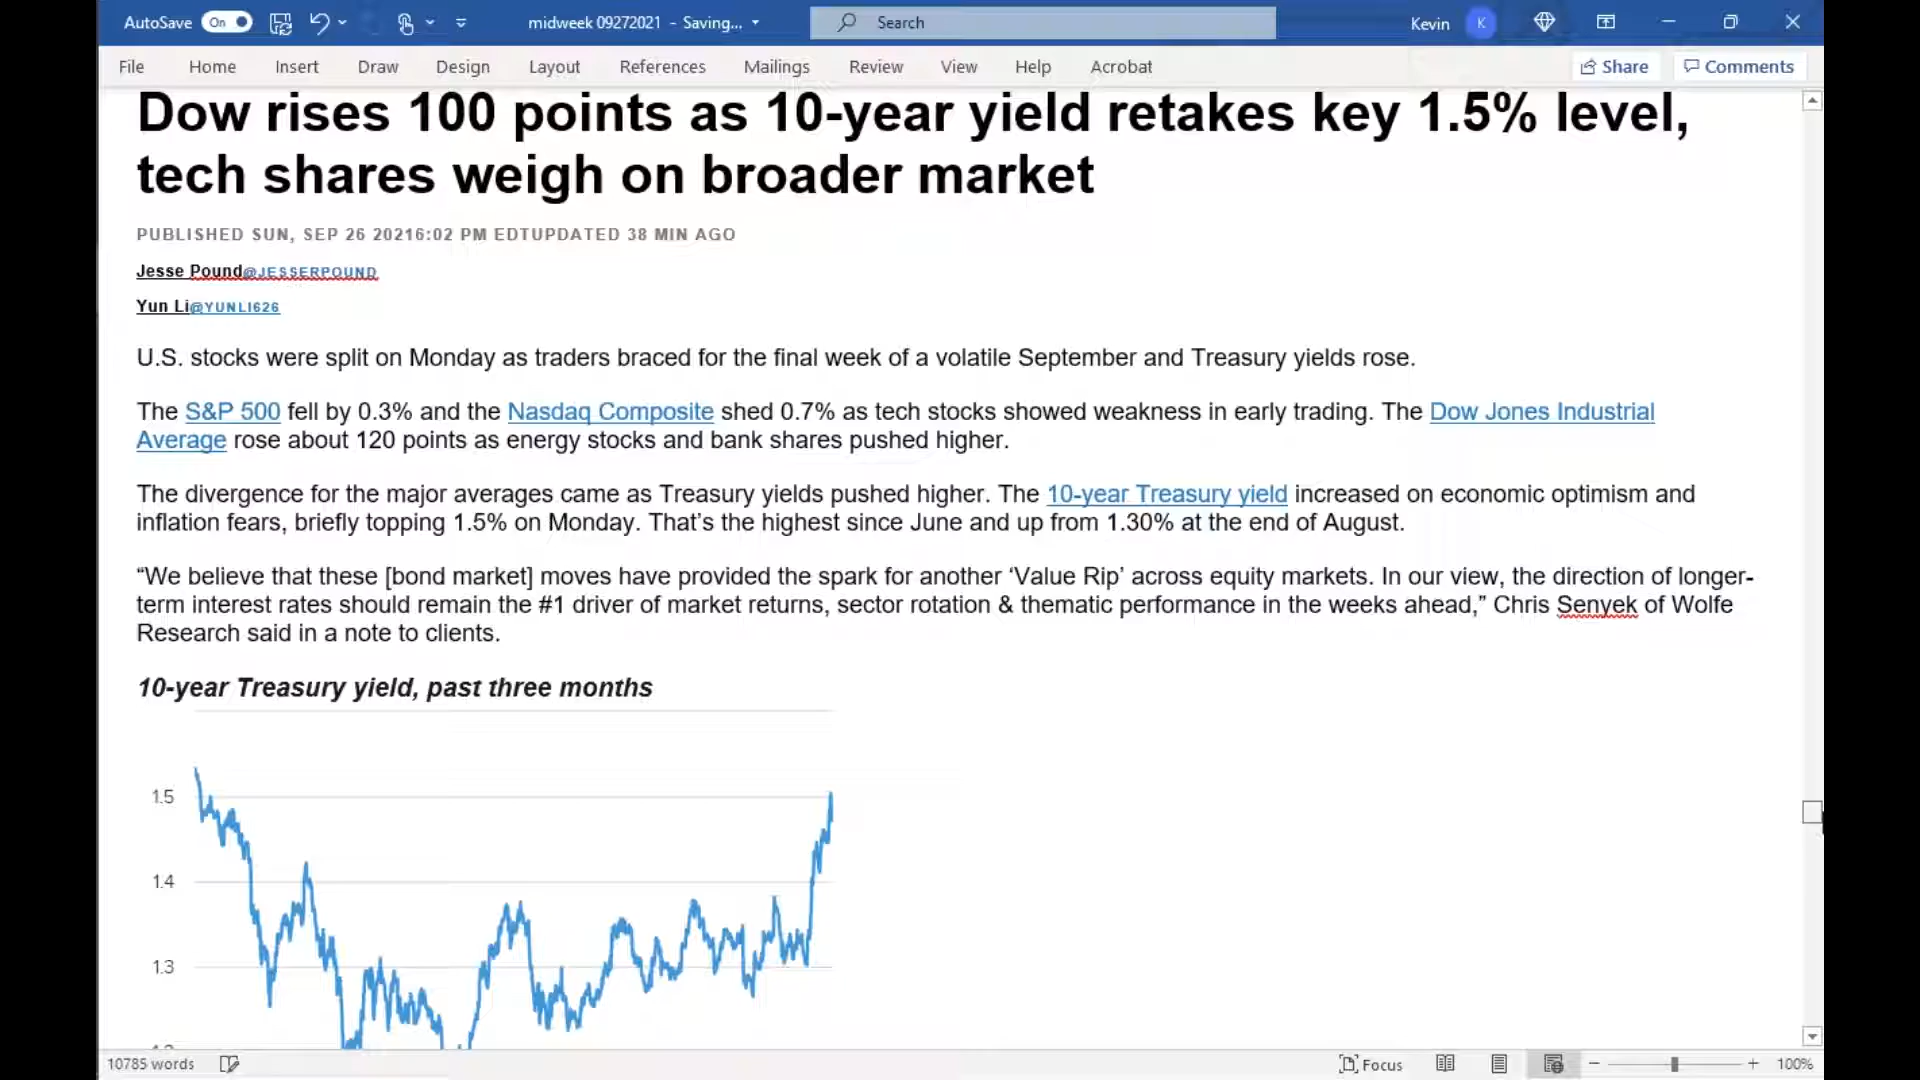 AutoSave On midweek 09272021 - Saving... Search Kevin K
File Home Insert Draw Design Layout References Mailings Review View Help Acrobat Share Comments
Dow rises 100 points as 10-year yield retakes key 1.5% level,
tech shares weigh on broader market
PUBLISHED SUN, SEP 26 20216:02 PM EDTUPDATED 38 MIN AGO
Jesse Pound@JESSERPOUND
Yun Li@YUNLI626
U.S. stocks were split on Monday as traders braced for the final week of a volatile September and Treasury yields rose.
The S&P 500 fell by 0.3% and the Nasdaq Composite shed 0.7% as tech stocks showed weakness in early trading. The Dow Jones Industrial
Average rose about 120 points as energy stocks and bank shares pushed higher.
The divergence for the major averages came as Treasury yields pushed higher. The 10-year Treasury yield increased on economic optimism and
inflation fears, briefly topping 1.5% on Monday. That’s the highest since June and up from 1.30% at the end of August.
“We believe that these [bond market] moves have provided the spark for another ‘Value Rip’ across equity markets. In our view, the direction of longer-
term interest rates should remain the #1 driver of market returns, sector rotation & thematic performance in the weeks ahead,” Chris Senyek of Wolfe
Research said in a note to clients.
10-year Treasury yield, past three months
1.5
1.4
1.3
10785 words Focus 100%